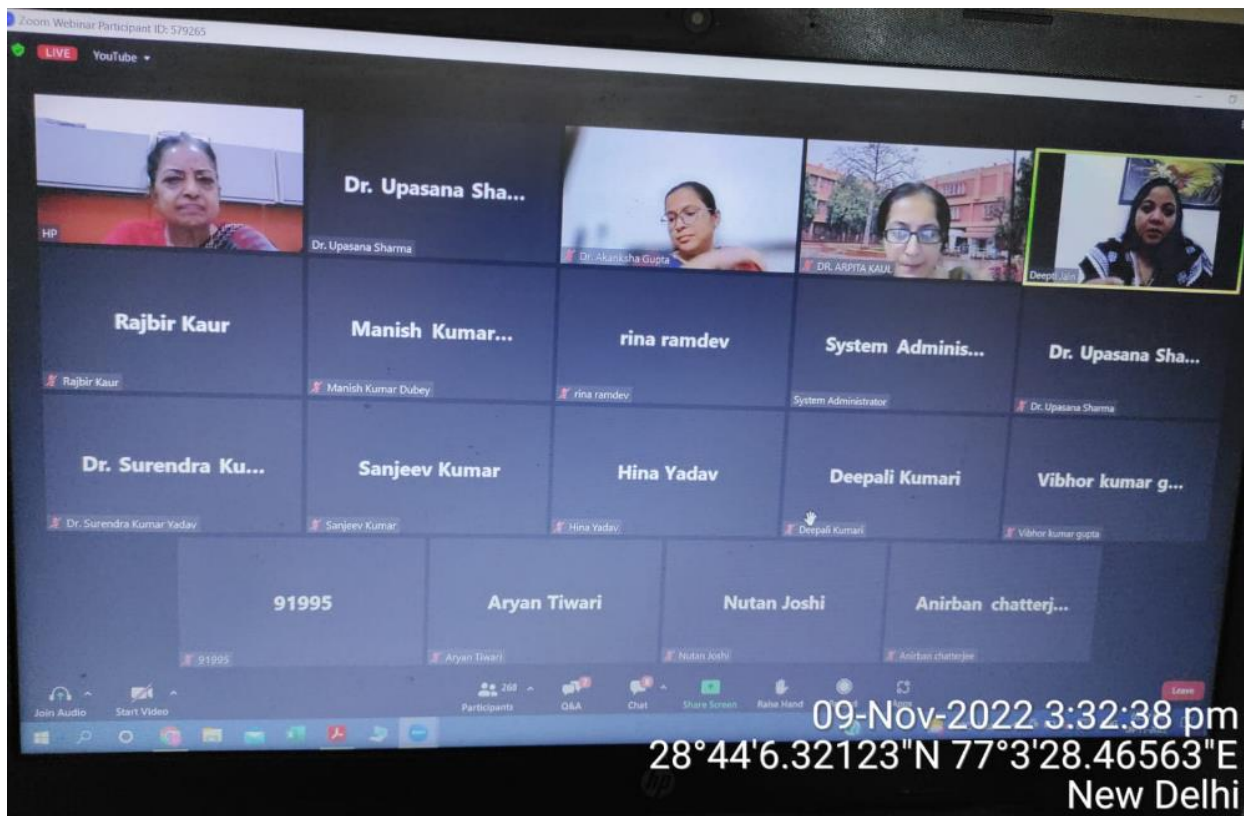 Zoom Webinar Participant ID: 579265
LIVE YouTube
HP
Dr. Upasana Sha...
Dr. Upasana Sharma
Dr. Akanksha Gupta
DR. ARPITA KAUL
Deepti Jain
Rajbir Kaur
Rajbir Kaur
Manish Kumar...
Manish Kumar Dubey
rina ramdev
rina ramdev
System Adminis...
System Administrator
Dr. Upasana Sha...
Dr. Upasana Sharma
Dr. Surendra Ku...
Dr. Surendra Kumar Yadav
Sanjeev Kumar
Sanjeev Kumar
Hina Yadav
Hina Yadav
Deepali Kumari
Deepali Kumari
Vibhor kumar g...
Vibhor kumar gupta
91995
91995
Aryan Tiwari
Aryan Tiwari
Nutan Joshi
Nutan Joshi
Anirban chatterj...
Anirban chatterjee
Join Audio Start Video Participants 268 Q&A Chat Share Screen Raise Hand Apps Leave
09-Nov-2022 3:32:38 pm
28°44'6.32123"N 77°3'28.46563"E
New Delhi
hp